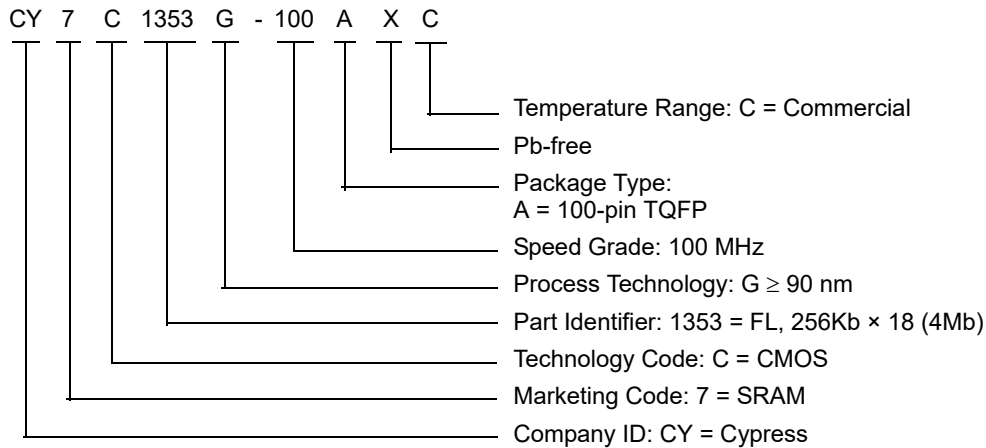 CY 7 C 1353 G - 100 A X C
Temperature Range: C = Commercial
Pb-free
Package Type:
A = 100-pin TQFP
Speed Grade: 100 MHz
Process Technology: G ≥ 90 nm
Part Identifier: 1353 = FL, 256Kb × 18 (4Mb)
Technology Code: C = CMOS
Marketing Code: 7 = SRAM
Company ID: CY = Cypress